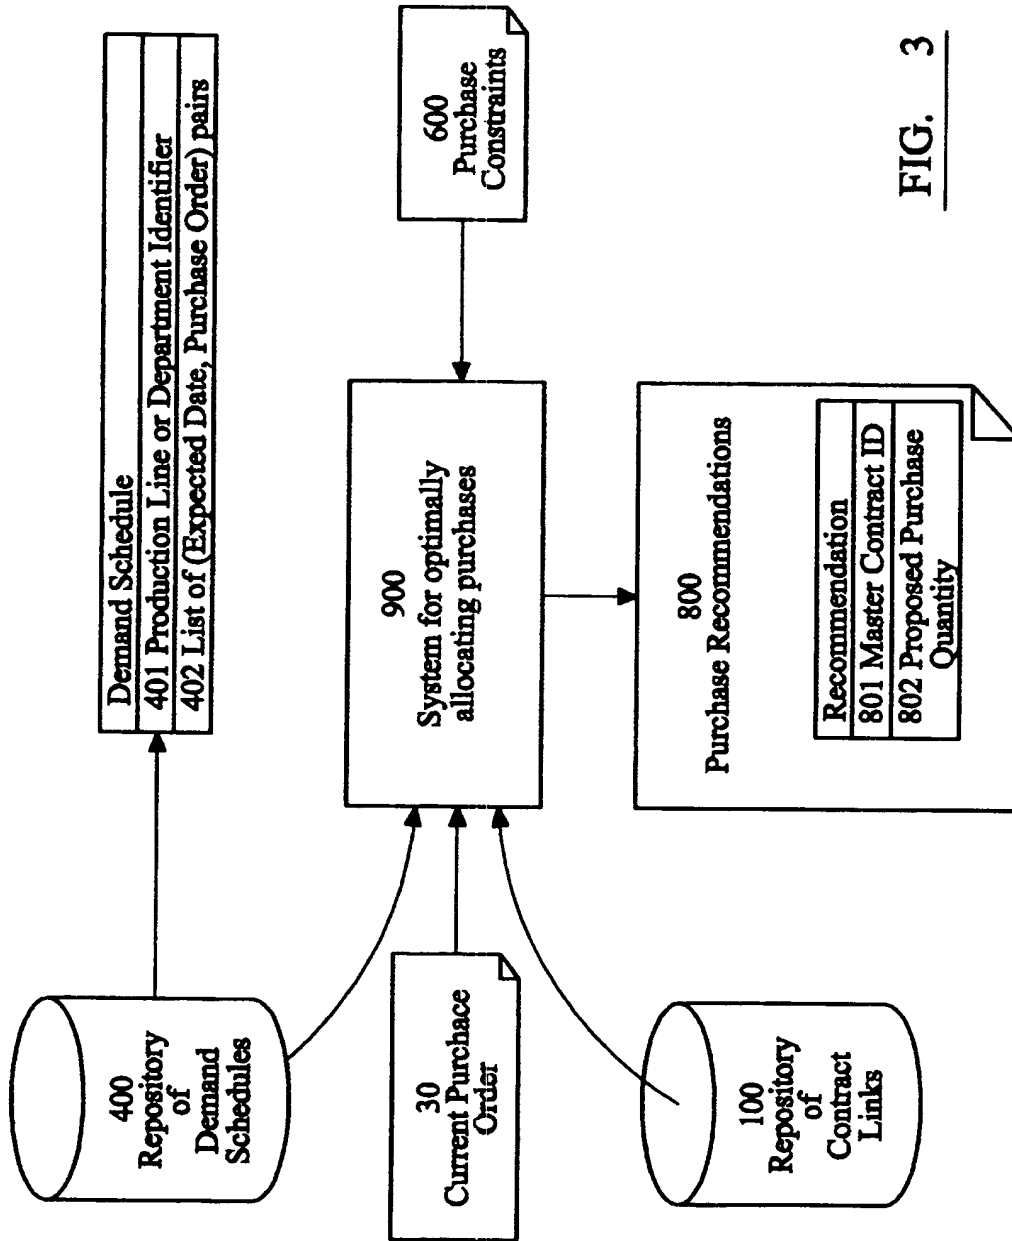 400
Repository
of
Demand
Schedules
Demand Schedule
401 Production Line or Department Identifier
402 List of (Expected Date, Purchase Order) pairs
30
Current Purchace
Order
900
System for optimally
allocating purchases
600
Purchase
Constraints
100
Repository
of
Contract
Links
800
Purchase Recommendations
Recommendation
801 Master Contract ID
802 Proposed Purchase
Quantity
FIG. 3